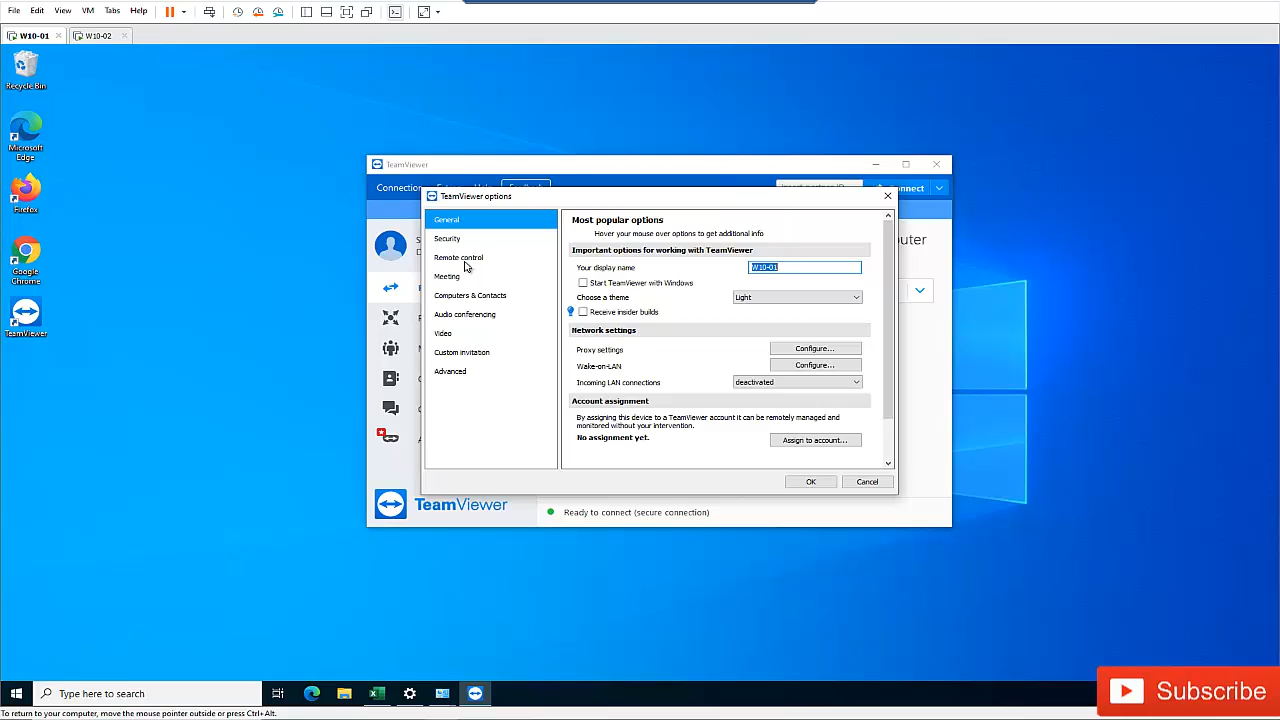 File Edit View VM Tabs Help
W10-01 W10-02
Recycle Bin
Microsoft
Edge
Firefox
Google
Chrome
TeamViewer
TeamViewer
Connect
TeamViewer options
General
Security
Remote control
Meeting
Computers & Contacts
Audio conferencing
Video
Custom invitation
Advanced
Most popular options
Hover your mouse over options to get additional info
Important options for working with TeamViewer
Your display name W10-01
Start TeamViewer with Windows
Choose a theme Light
Receive insider builds
Network settings
Proxy settings Configure...
Wake-on-LAN Configure...
Incoming LAN connections deactivated
Account assignment
By assigning this device to a TeamViewer account it can be remotely managed and
monitored without your intervention.
No assignment yet. Assign to account...
OK Cancel
TeamViewer
Ready to connect (secure connection)
Type here to search
Subscribe
To return to your computer, move the mouse pointer outside or press Ctrl+Alt.